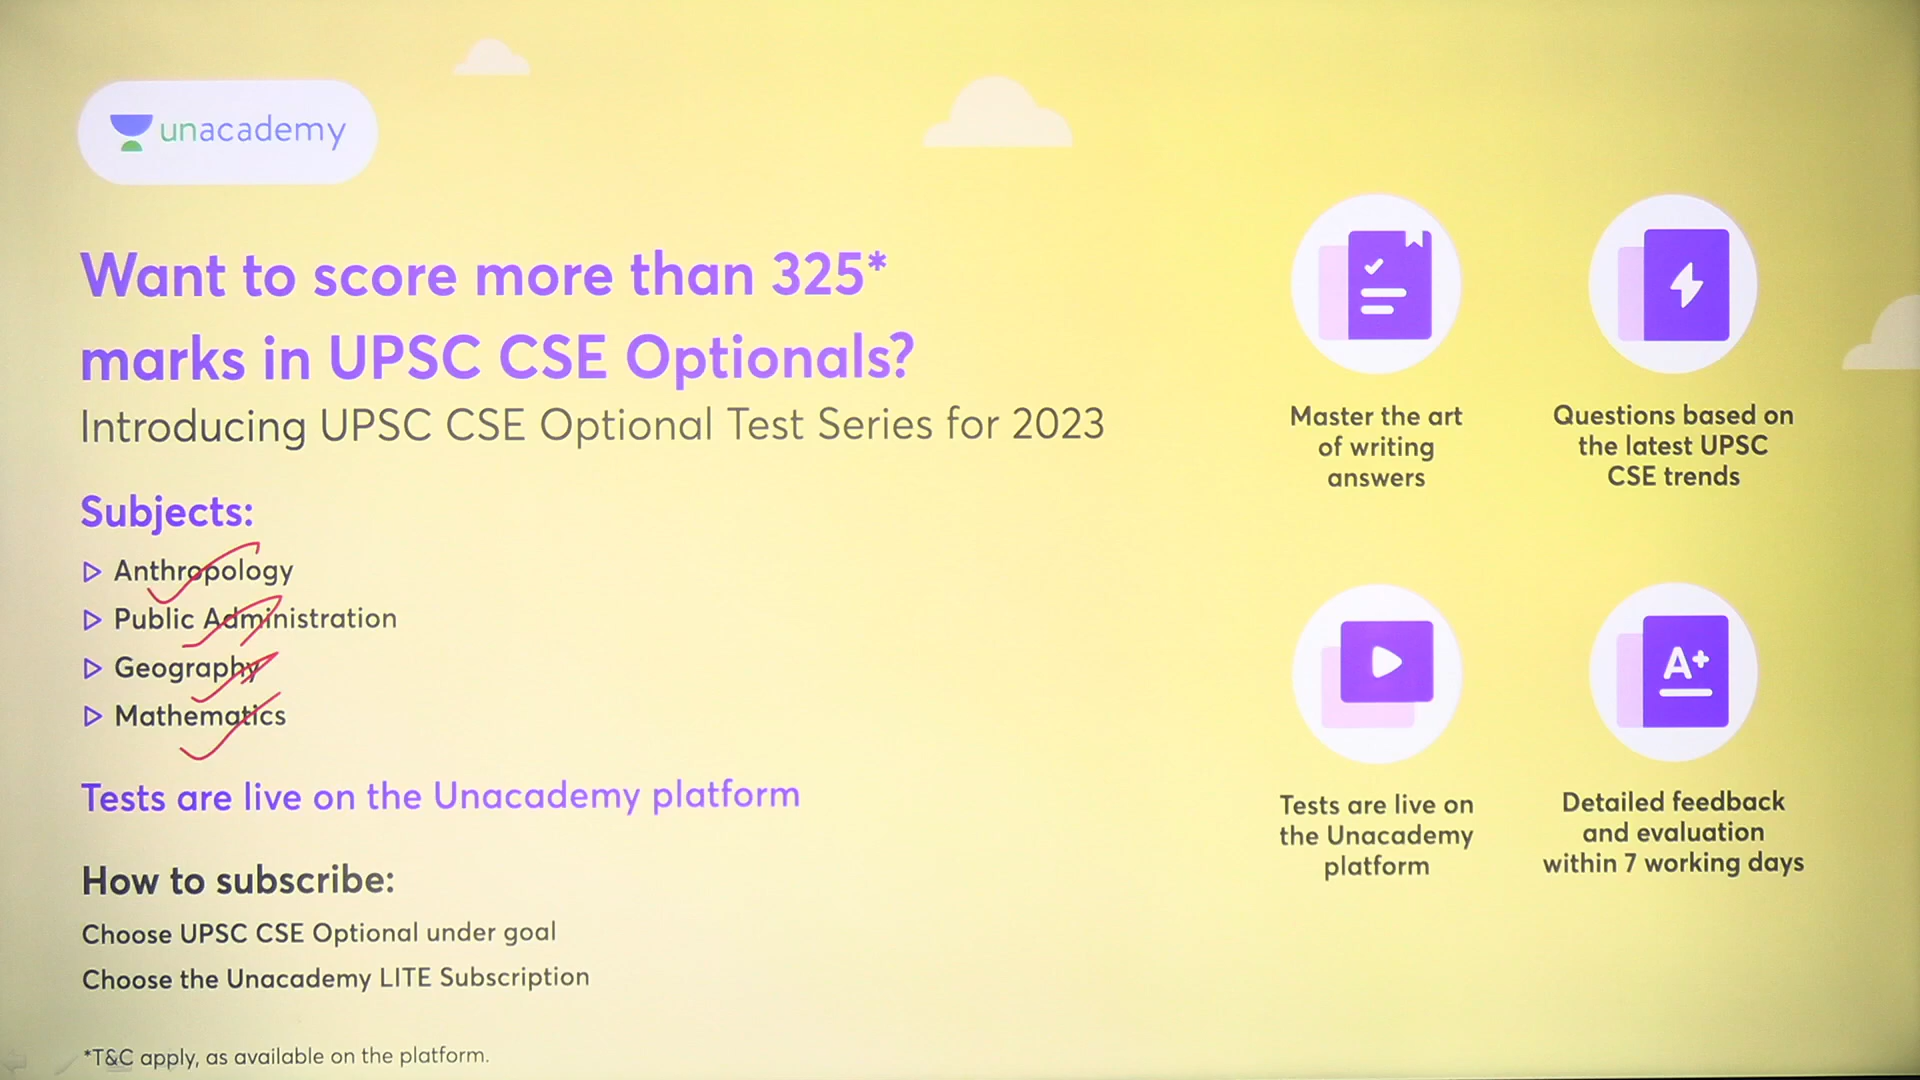 unacademy
Want to score more than 325*
marks in UPSC CSE Optionals?
Introducing UPSC CSE Optional Test Series for 2023
Subjects:
Anthropology
Public Administration
Geography
Mathematics
Tests are live on the Unacademy platform
How to subscribe:
Choose UPSC CSE Optional under goal
Choose the Unacademy LITE Subscription
*T&C apply, as available on the platform.
Master the art
of writing
answers
Questions based on
the latest UPSC
CSE trends
Tests are live on
the Unacademy
platform
A+
Detailed feedback
and evaluation
within 7 working days